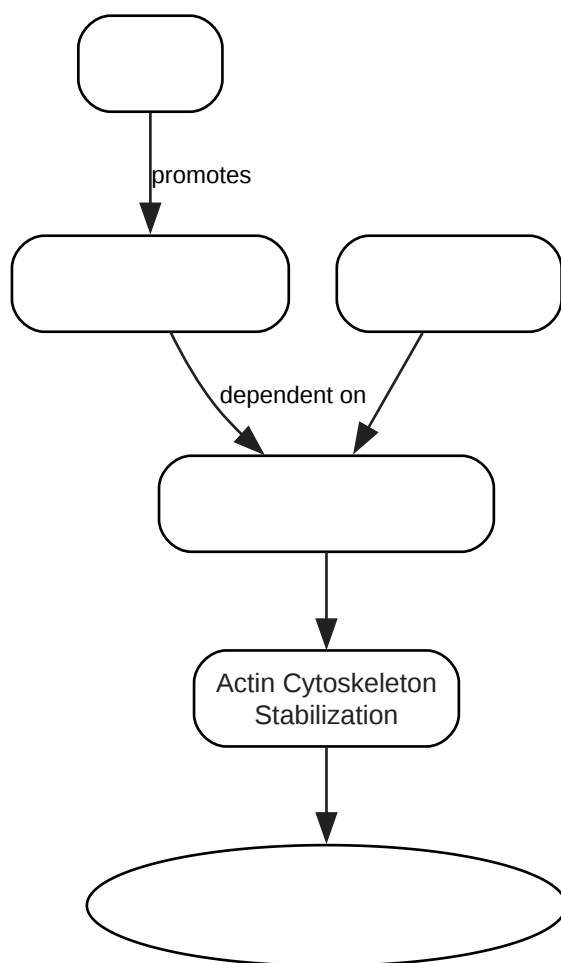 promotes
dependent on
Actin Cytoskeleton
Stabilization